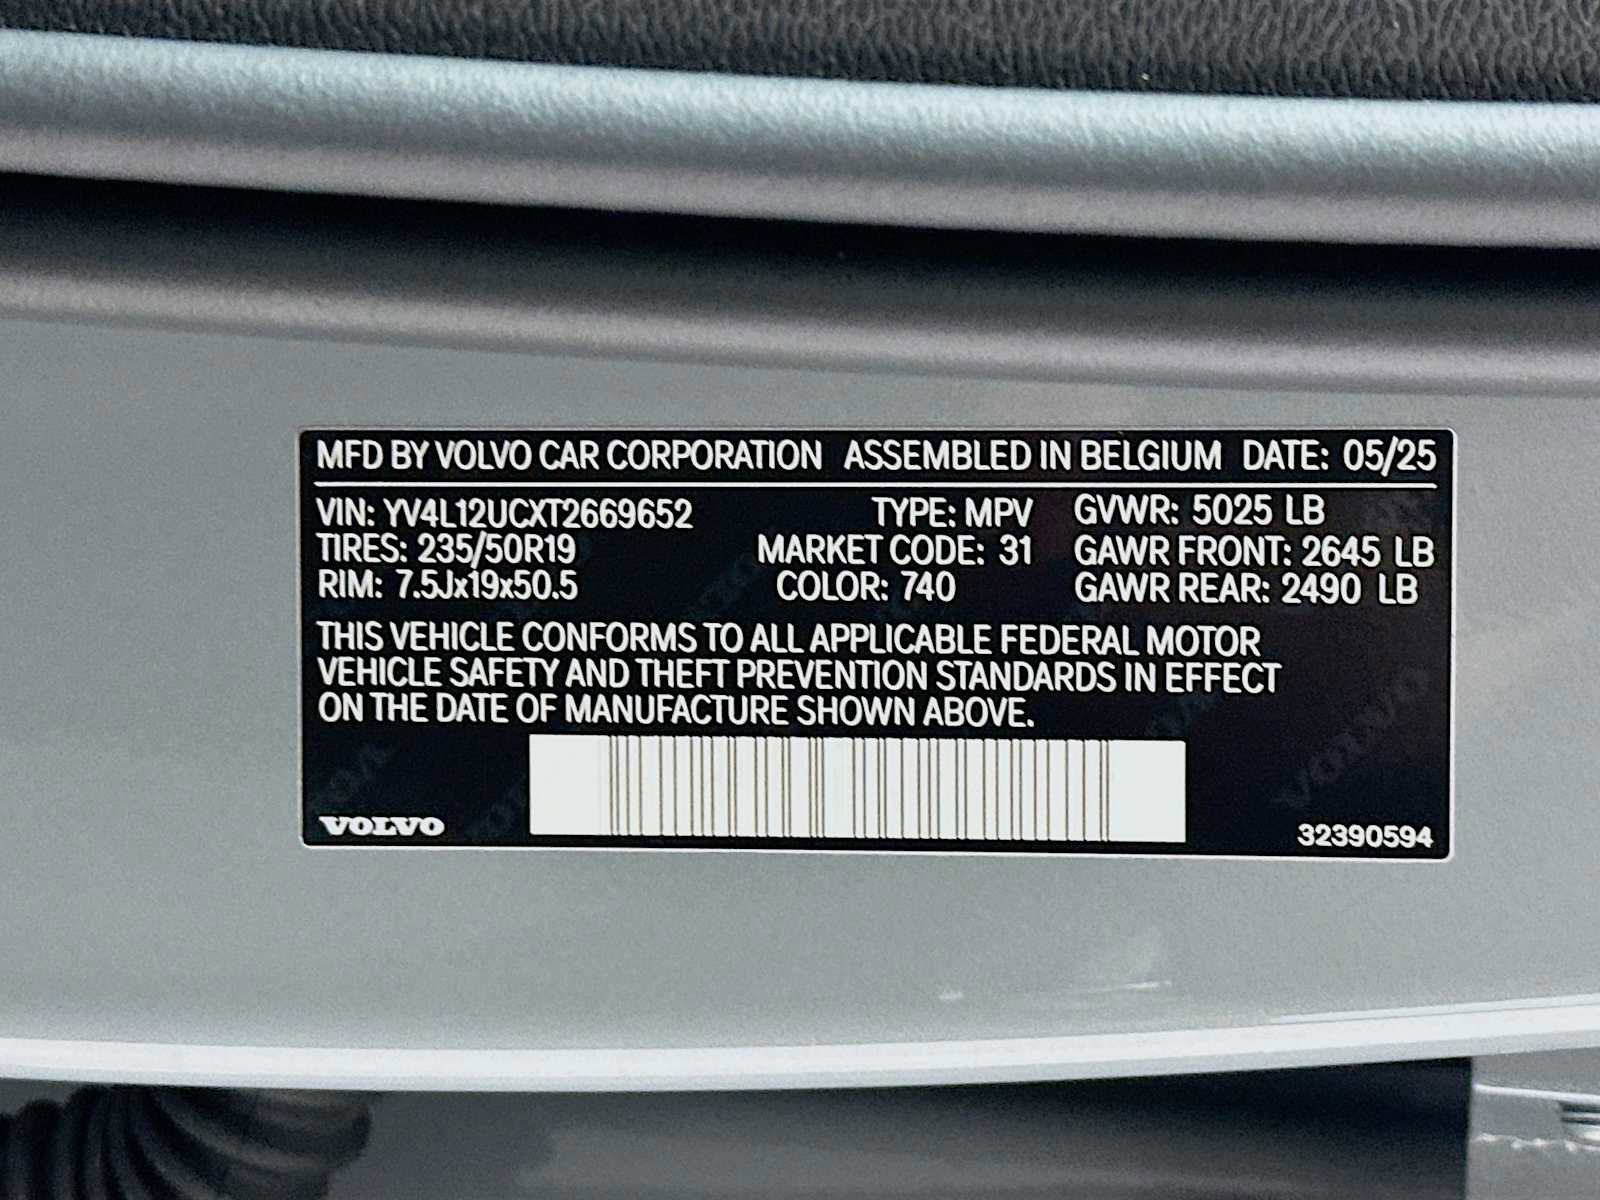 MFD BY VOLVO CAR CORPORATION ASSEMBLED IN BELGIUM DATE: 05/25
VIN: YV4L12UCXT2669652 TYPE: MPV GVWR: 5025 LB
TIRES: 235/50R19 MARKET CODE: 31 GAWR FRONT: 2645 LB
RIM: 7.5Jx19x50.5 COLOR: 740 GAWR REAR: 2490 LB
THIS VEHICLE CONFORMS TO ALL APPLICABLE FEDERAL MOTOR
VEHICLE SAFETY AND THEFT PREVENTION STANDARDS IN EFFECT
ON THE DATE OF MANUFACTURE SHOWN ABOVE.
VOLVO 32390594